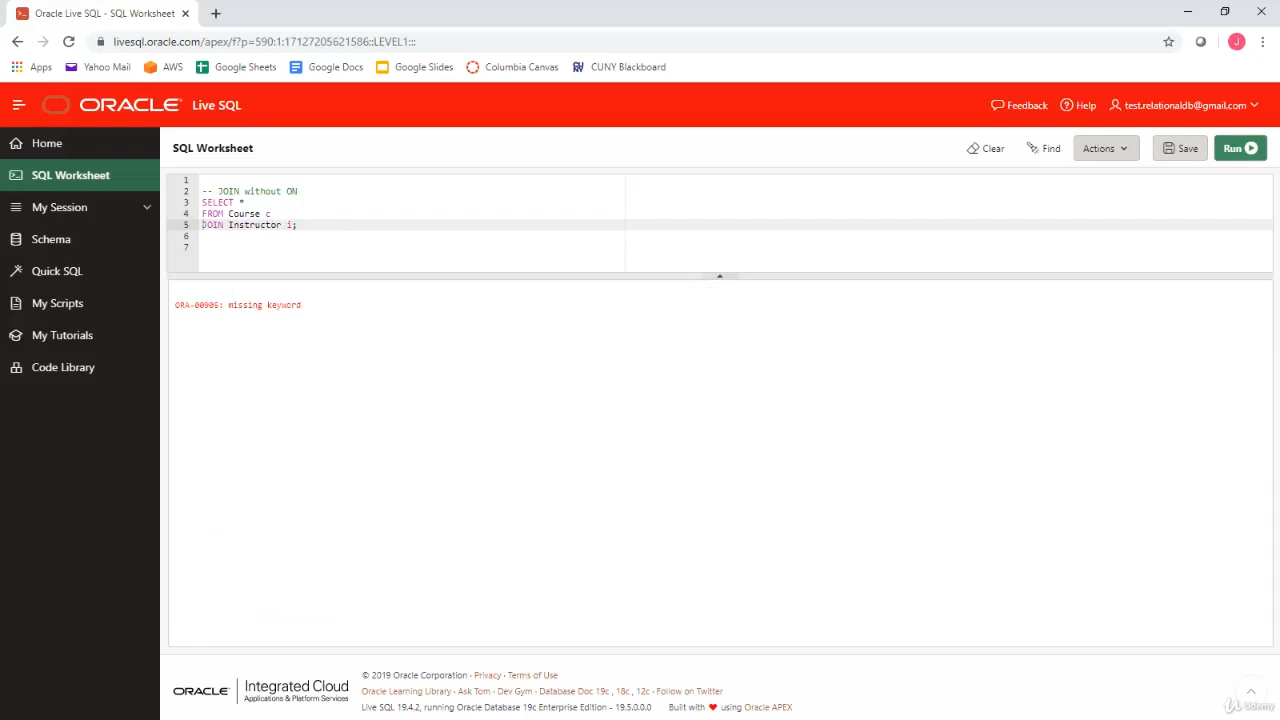 Oracle Live SQL - SQL Worksheet
livesql.oracle.com/apex/f?p=590:1:17127205621586::LEVEL1:::
J
Apps Yahoo Mail AWS Google Sheets Google Docs Google Slides Columbia Canvas CUNY Blackboard
ORACLE Live SQL Feedback Help test.relationaldb@gmail.com
Home
SQL Worksheet
My Session
Schema
Quick SQL
My Scripts
My Tutorials
Code Library
SQL Worksheet Clear Find Actions Save Run
1
2 -- JOIN without ON
3 SELECT *
4 FROM Course c
5 JOIN Instructor i;
6
7
ORA-00905: missing keyword
ORACLE Integrated Cloud
Applications & Platform Services
© 2019 Oracle Corporation · Privacy · Terms of Use
Oracle Learning Library · Ask Tom · Dev Gym · Database Doc 19c, 18c, 12c · Follow on Twitter
Live SQL 19.4.2, running Oracle Database 19c Enterprise Edition - 19.5.0.0.0 Built with ♥ using Oracle APEX
Udemy